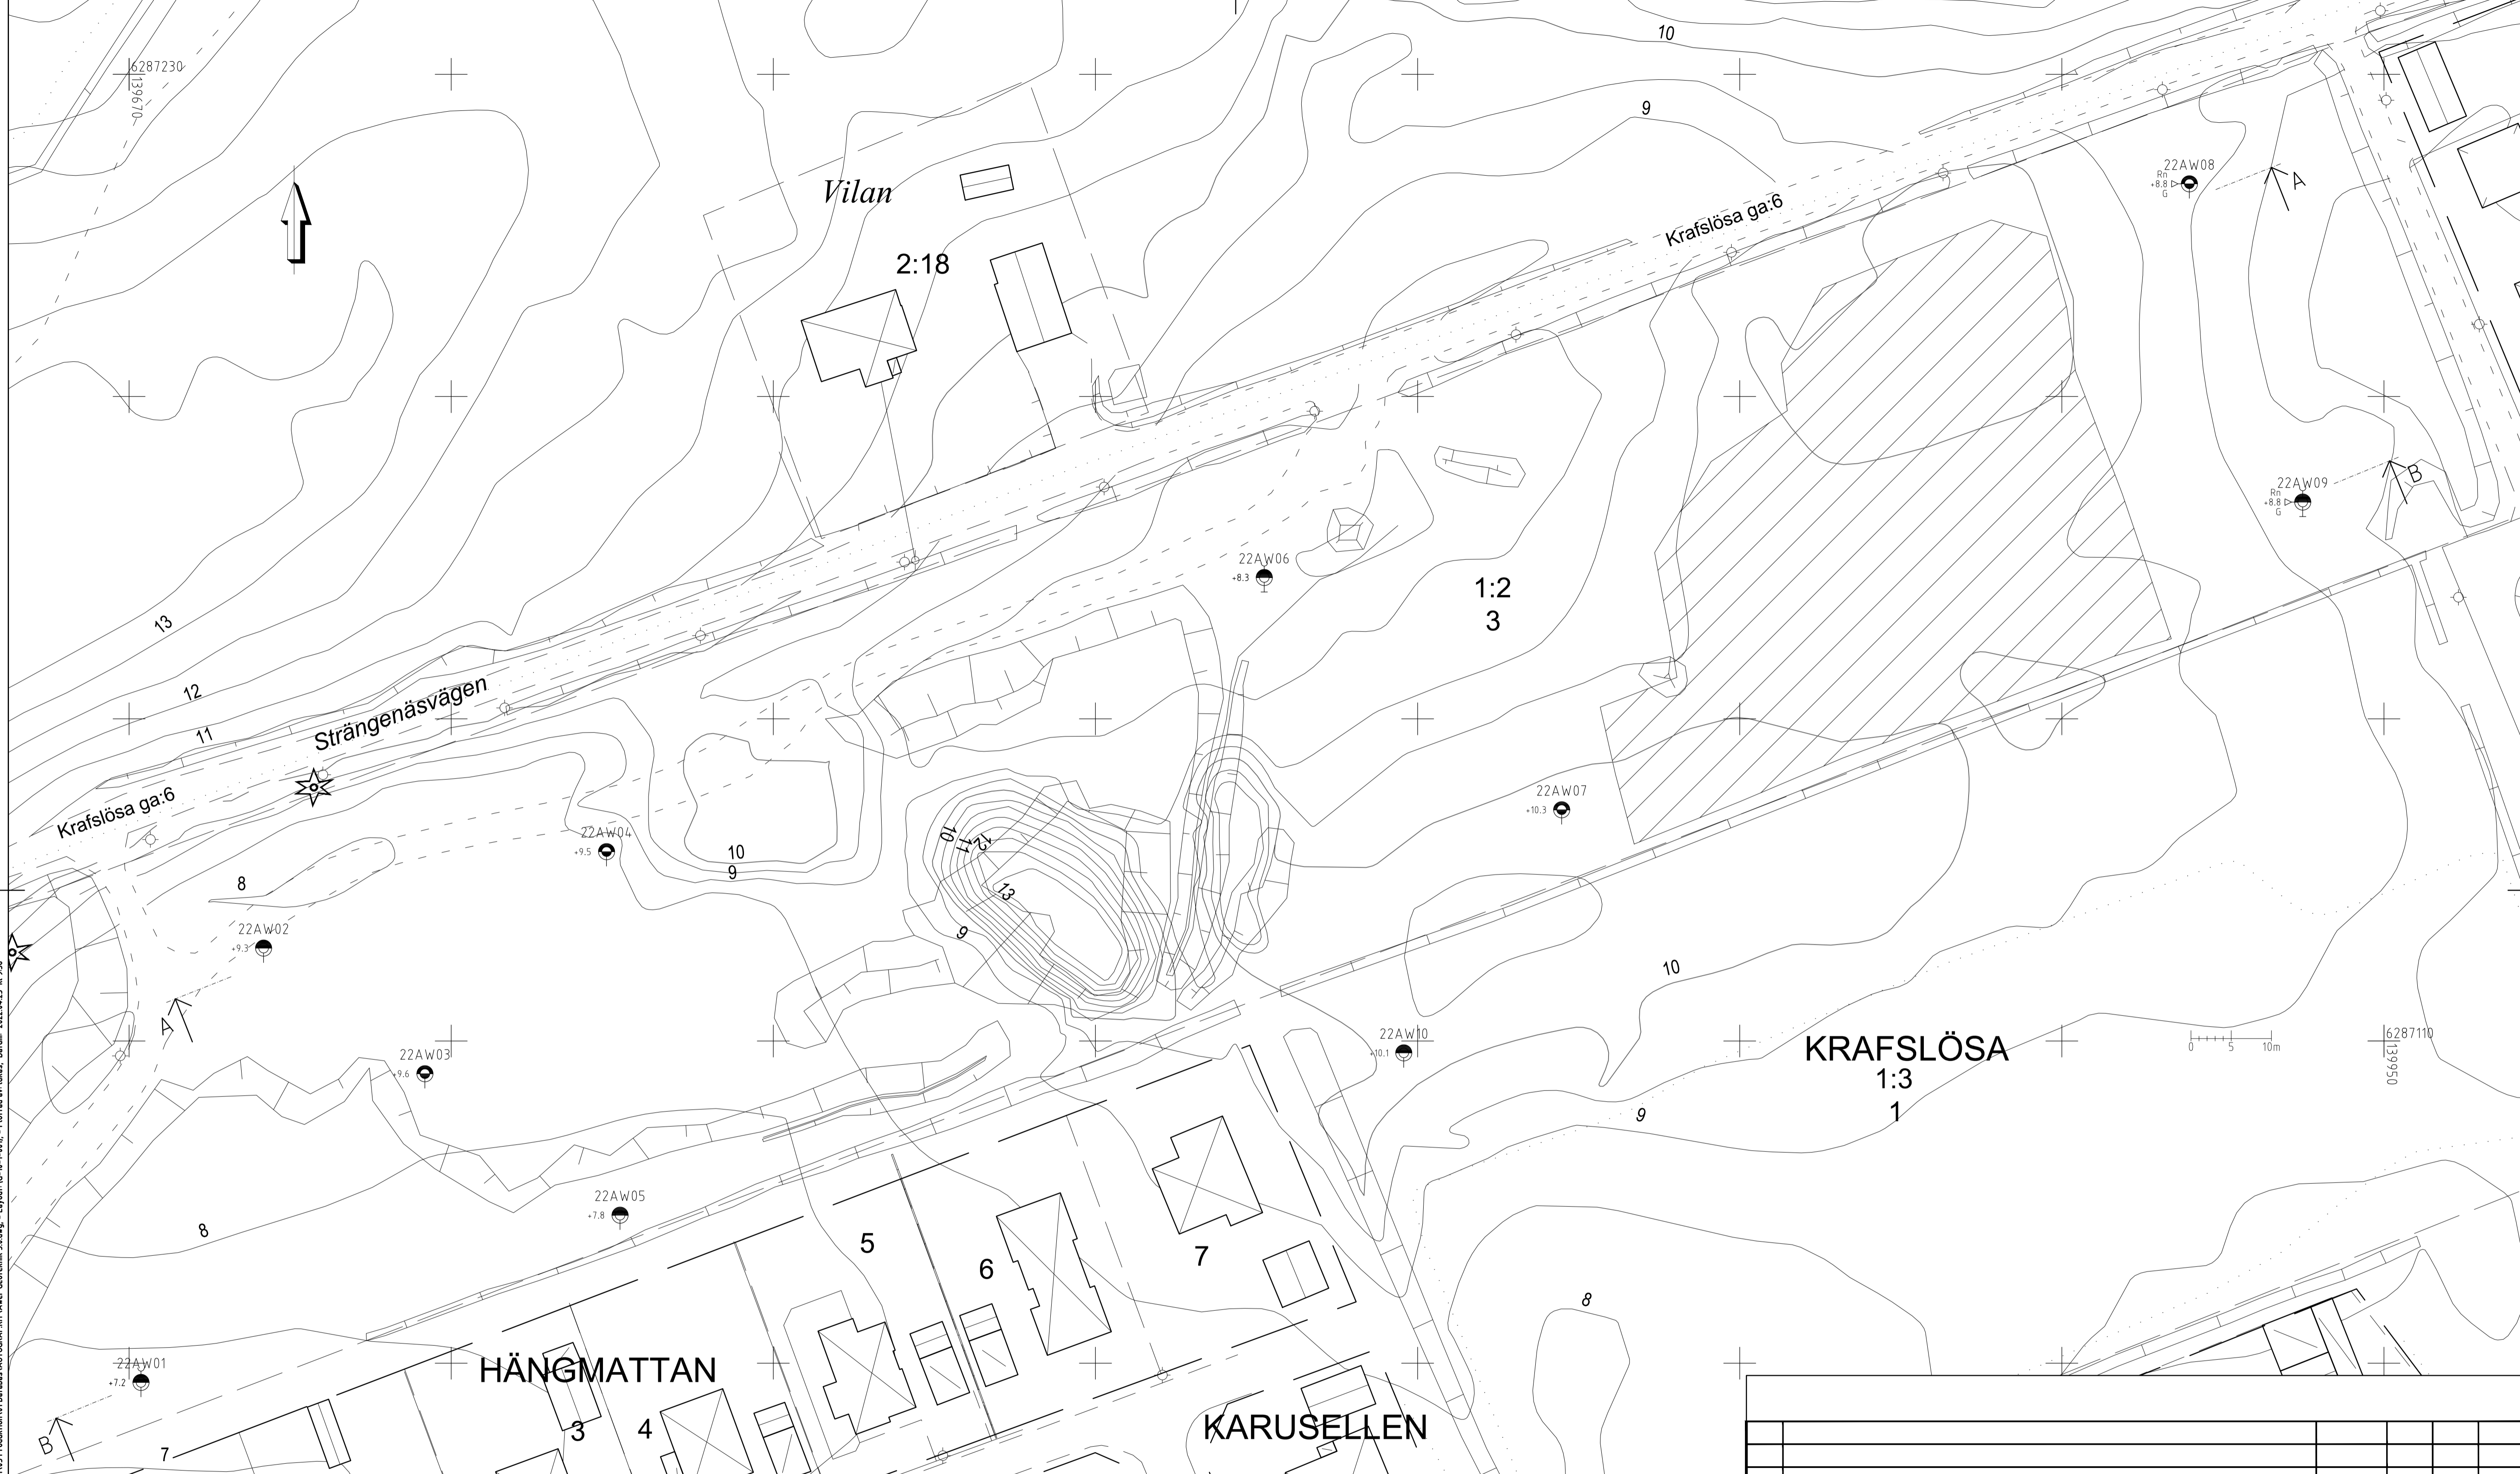 10
6287230
139670
9
22AW08
Rn
+8.8
G
A
Vilan
Krafslösa ga:6
2:18
22AW09
Rn
+8.8
G
B
22AW06
+8.3
1:2
3
13
12
11
Strängenäsvägen
Krafslösa ga:6
22AW07
+10.3
22AW04
+9.5
10
9
10
11
12
13
9
8
22AW02
+9.3
10
A
22AW03
+9.6
22AW10
+10.1
KRAFSLÖSA
1:3
1
0 5 10m
6287110
139950
9
22AW05
+7.8
8
5
6
7
8
22AW01
+7.2
HÄNGMATTAN
3
4
KARUSELLEN
B
7